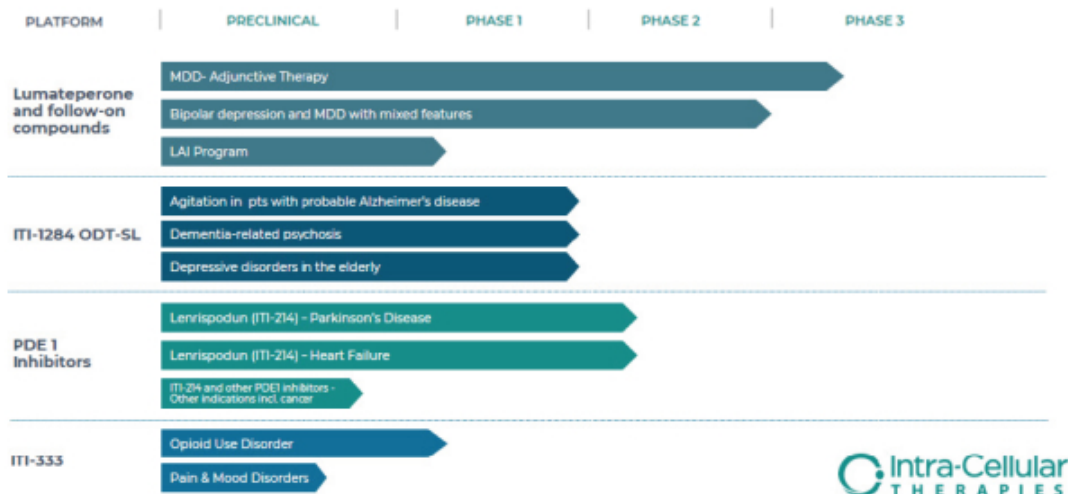 PLATFORM PRECLINICAL PHASE 1 PHASE 2 PHASE 3
Lumateperone
and follow-on
compounds
MDD- Adjunctive Therapy
Bipolar depression and MDD with mixed features
LAI Program
ITI-1284 ODT-SL
Agitation in pts with probable Alzheimer's disease
Dementia-related psychosis
Depressive disorders in the elderly
PDE 1
Inhibitors
Lenrispodun (ITI-214) – Parkinson's Disease
Lenrispodun (ITI-214) – Heart Failure
ITI-214 and other PDE1 inhibitors -
Other indications incl. cancer
ITI-333
Opioid Use Disorder
Pain & Mood Disorders
Intra-Cellular
THERAPIES